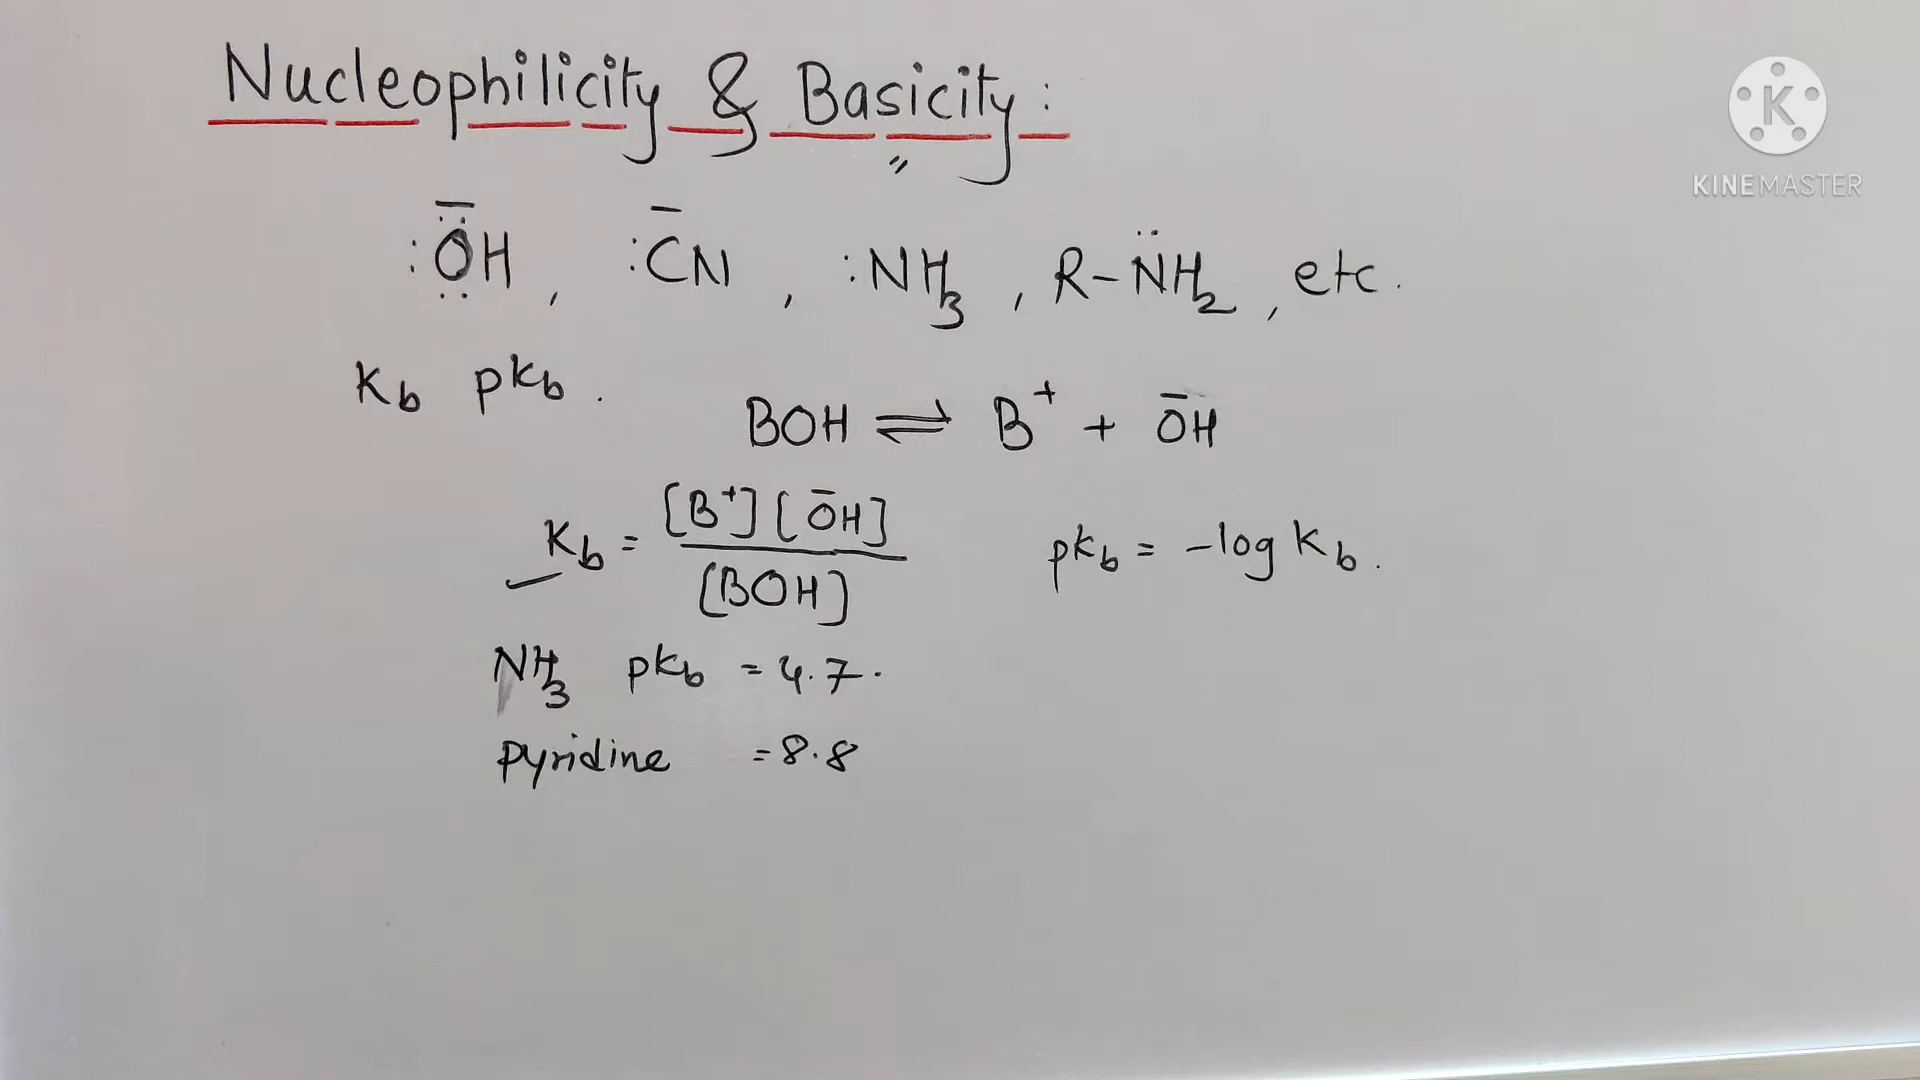 Nucleophilicity & Basicity :
K
KINEMASTER
:ÖH⁻, :C̄N, :NH₃, R-N̈H₂, etc.
Kb pkb.
BOH ⇌ B⁺ + ŌH
Kb = [B⁺][ŌH] / [BOH]
pkb = -log Kb.
NH₃ pkb = 4.7.
Pyridine = 8.8